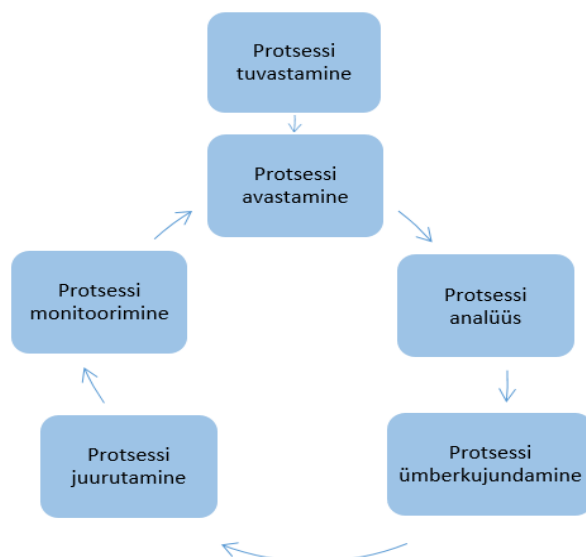 Protsessi
tuvastamine
Protsessi
avastamine
Protsessi
analüüs
Protsessi
ümberkujundamine
Protsessi
juurutamine
Protsessi
monitoorimine